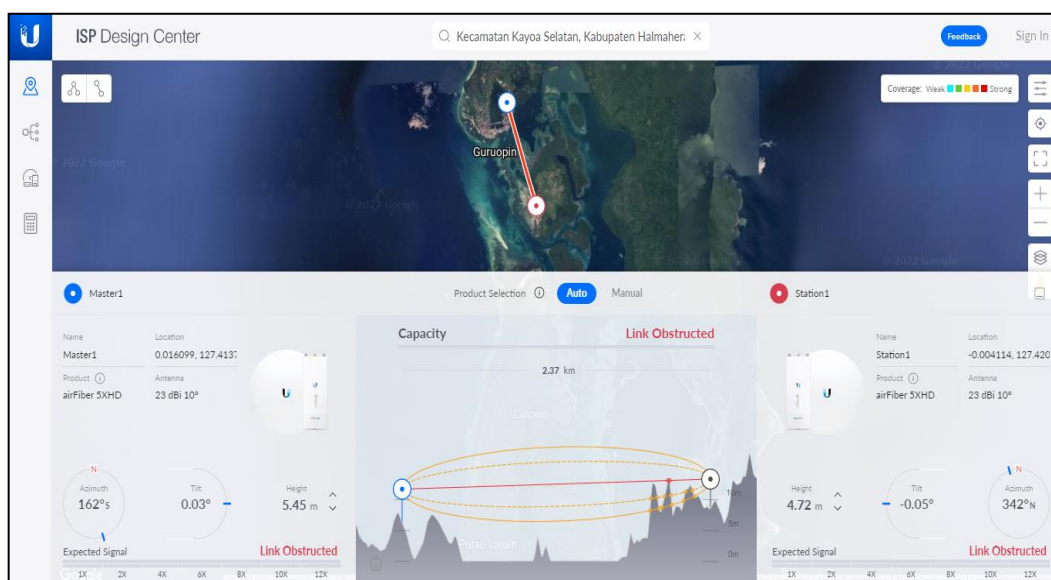 ISP Design Center
Kecamatan Kayoa Selatan, Kabupaten Halmaher
Feedback
Sign In
Coverage: Weak Strong
© 2022 Google
Guruopin
© 2022 Google
© 2022 Google
© 2022 Google
Master1
Product Selection
Auto
Manual
Station1
Name
Location
Master1
0.016099, 127.4137
Product
Antenna
airFiber 5XHD
23 dBi 10°
U
N
Azimuth
162°S
Tilt
0.03°
Height
5.45 m
Expected Signal
Link Obstructed
1X 2X 4X 6X 8X 10X 12X
Capacity
Link Obstructed
2.37 km
Laloein
10m
5m
0m
Pulau Laluin
Name
Location
Station1
-0.004114, 127.420
Product
Antenna
airFiber 5XHD
23 dBi 10°
U
Height
4.72 m
Tilt
-0.05°
N
Azimuth
342°N
Expected Signal
Link Obstructed
1X 2X 4X 6X 8X 10X 12X